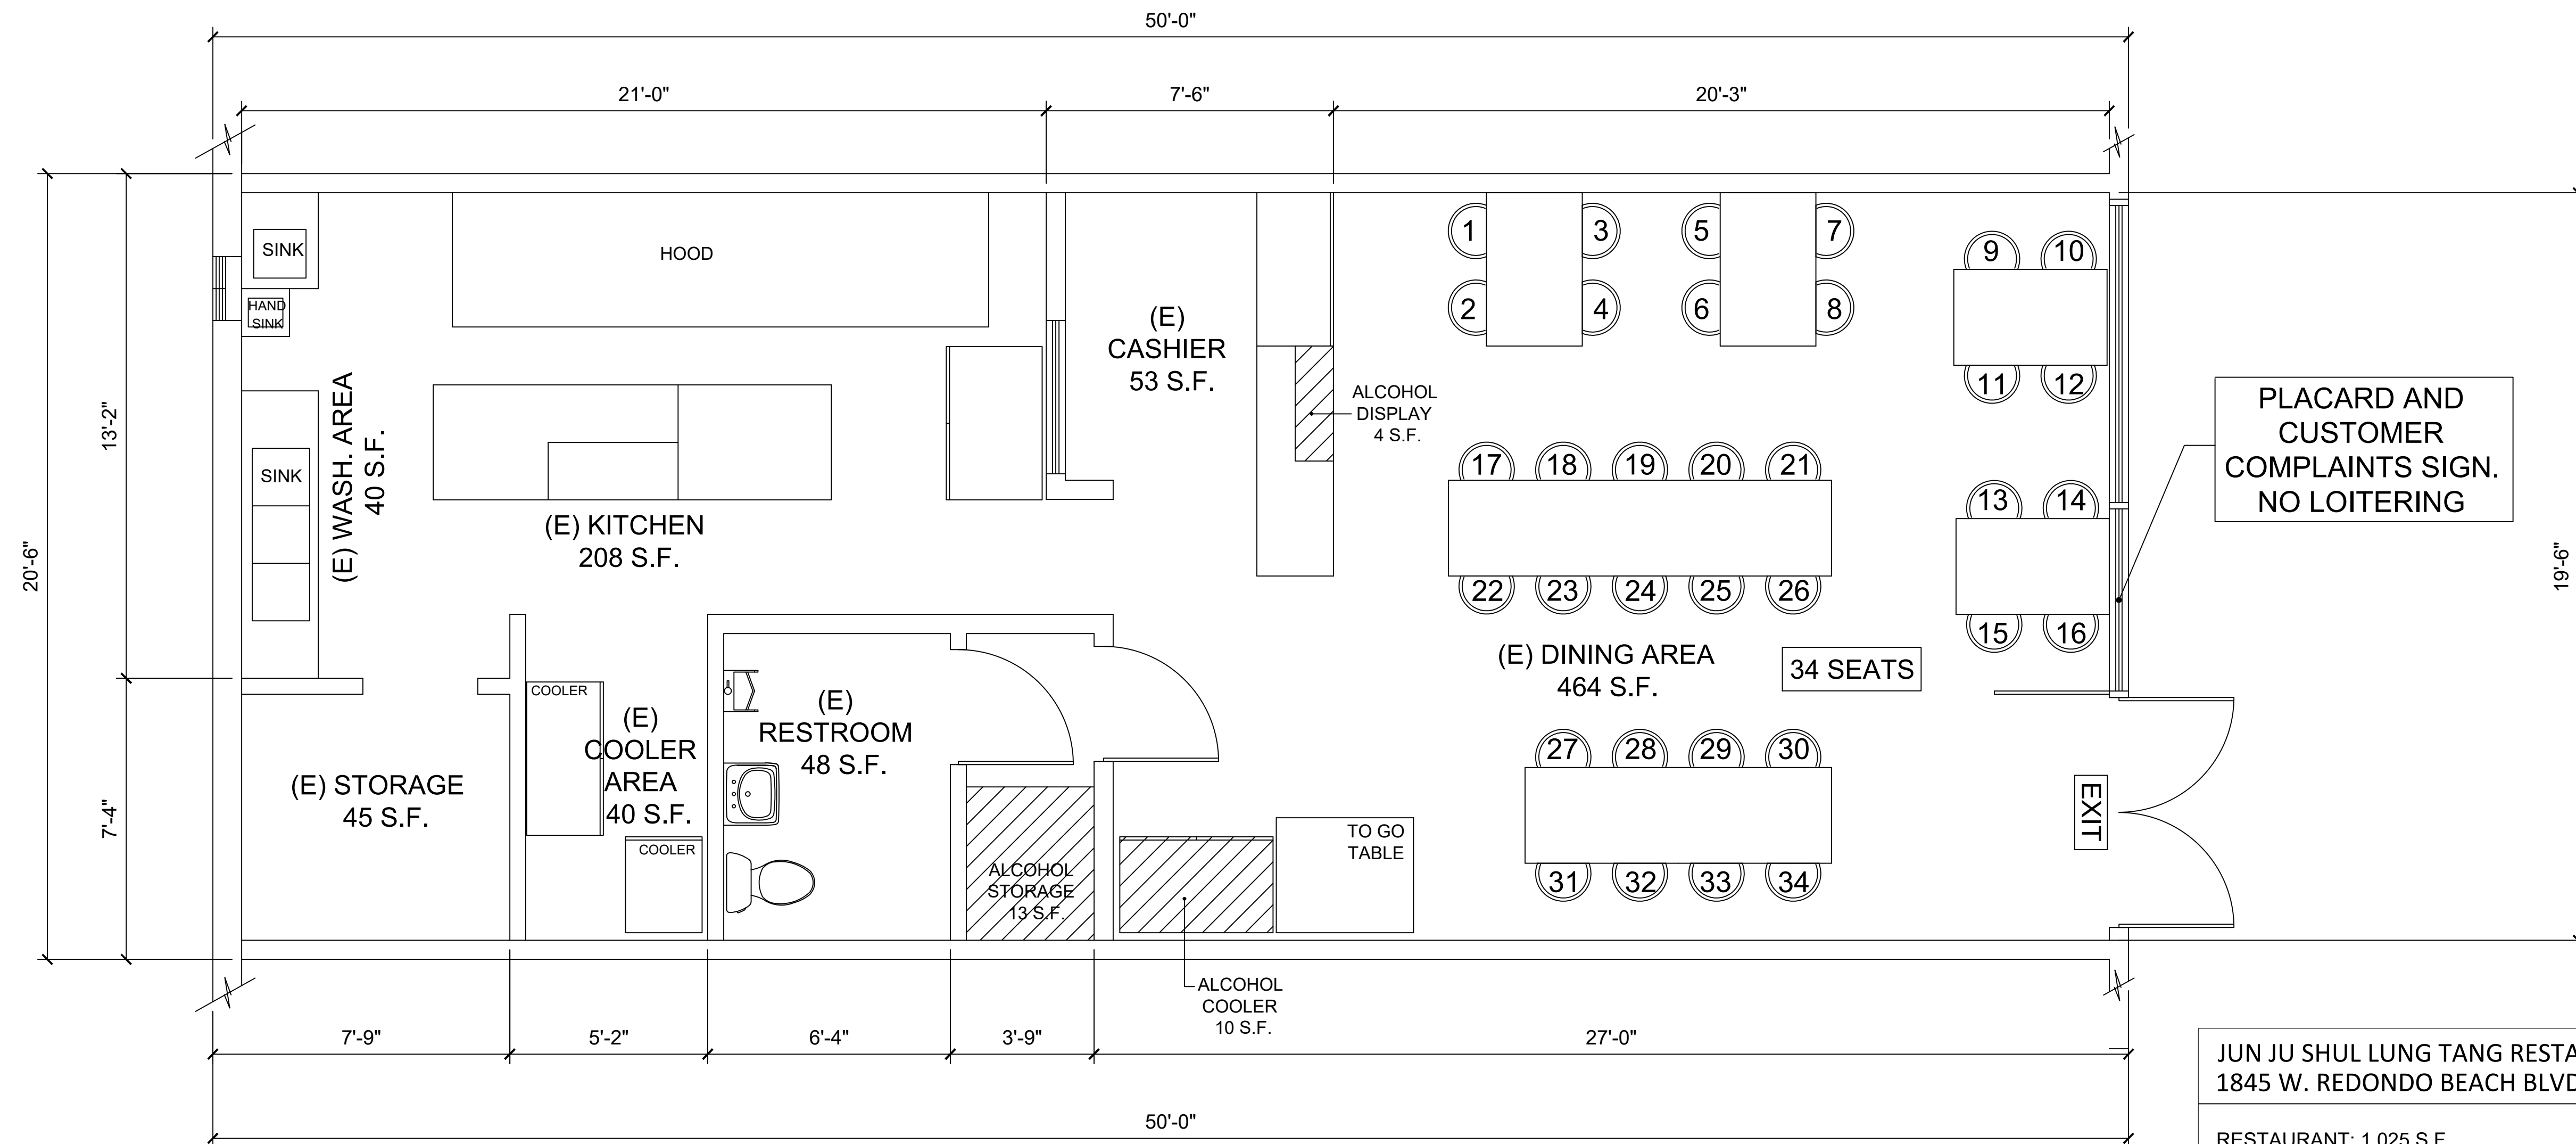 50'-0"
21'-0"
7'-6"
20'-3"
SINK
HAND
SINK
HOOD
(E)
CASHIER
53 S.F.
1
2
3
4
5
6
7
8
9
10
11
12
ALCOHOL
DISPLAY
4 S.F.
PLACARD AND
CUSTOMER
COMPLAINTS SIGN.
NO LOITERING
13'-2"
20'-6"
19'-6"
(E) WASH. AREA
40 S.F.
SINK
(E) KITCHEN
208 S.F.
17
18
19
20
21
22
23
24
25
26
13
14
15
16
(E) DINING AREA
464 S.F.
34 SEATS
7'-4"
(E) STORAGE
45 S.F.
COOLER
(E)
COOLER
AREA
40 S.F.
COOLER
(E)
RESTROOM
48 S.F.
ALCOHOL
STORAGE
13 S.F.
TO GO
TABLE
27
28
29
30
31
32
33
34
EXIT
ALCOHOL
COOLER
10 S.F.
7'-9"
5'-2"
6'-4"
3'-9"
27'-0"
50'-0"
JUN JU SHUL LUNG TANG RESTA
1845 W. REDONDO BEACH BLVD
RESTAURANT: 1,025 S.F.